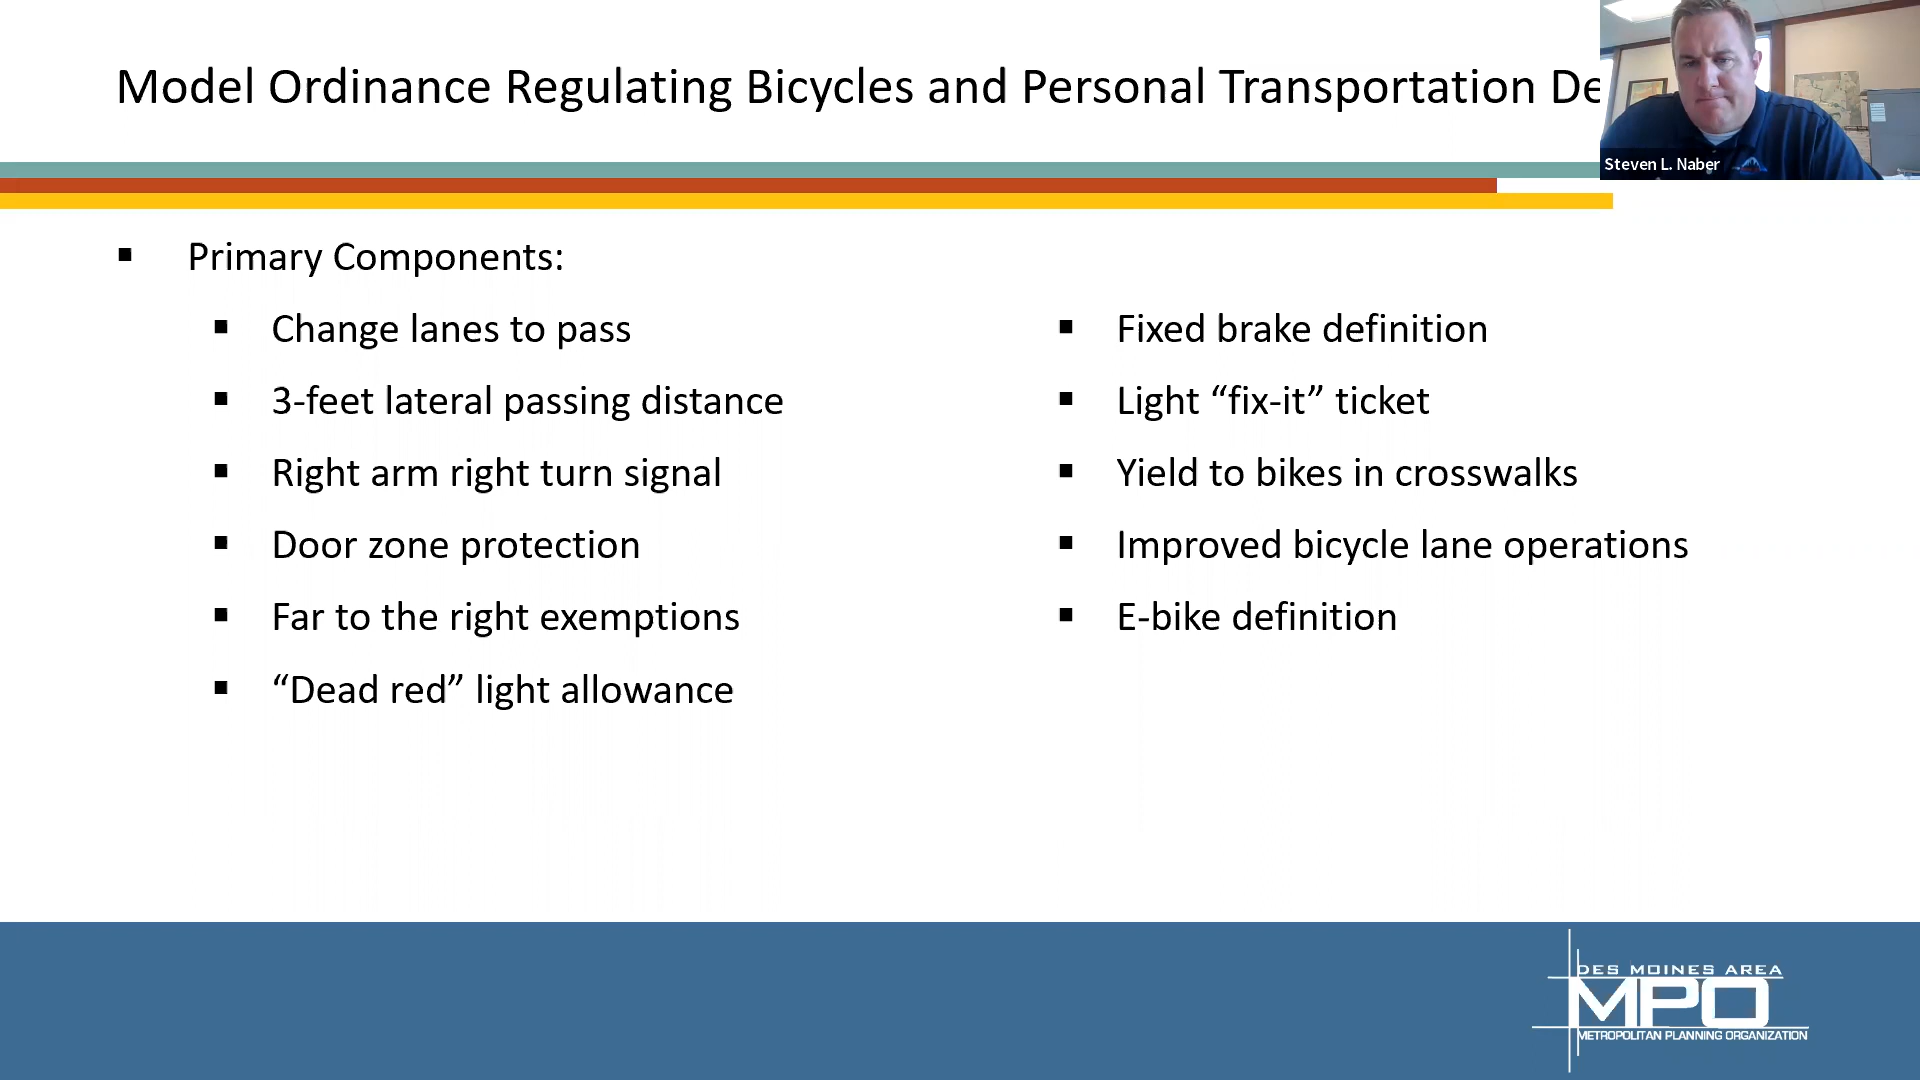 Model Ordinance Regulating Bicycles and Personal Transportation De
Steven L. Naber
Primary Components:
Change lanes to pass
3-feet lateral passing distance
Right arm right turn signal
Door zone protection
Far to the right exemptions
“Dead red” light allowance
Fixed brake definition
Light “fix-it” ticket
Yield to bikes in crosswalks
Improved bicycle lane operations
E-bike definition
DES MOINES AREA
MPO
METROPOLITAN PLANNING ORGANIZATION